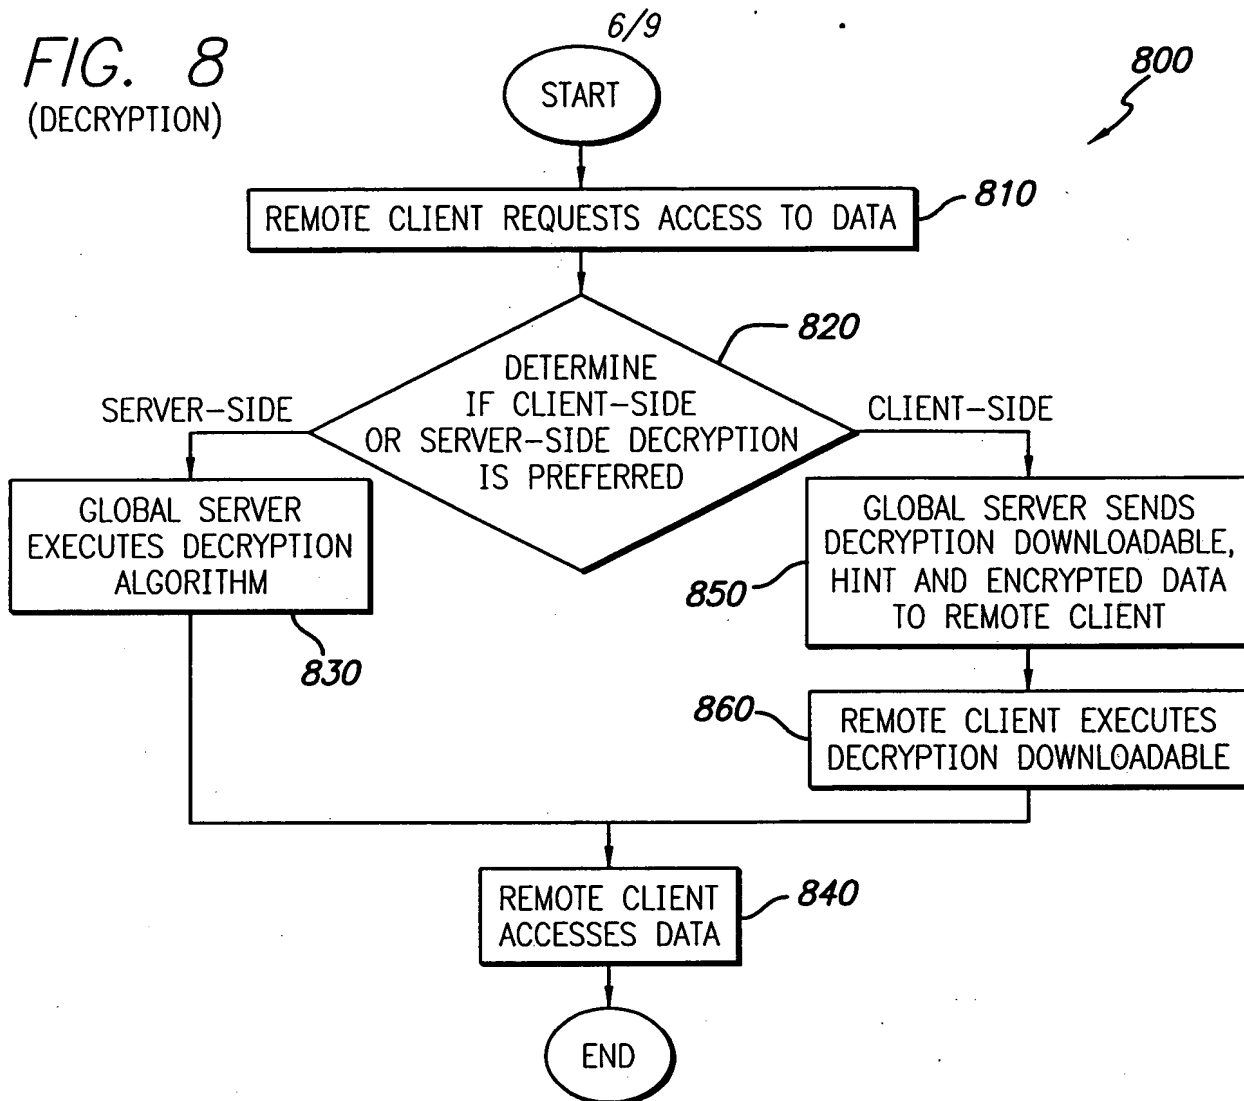 6/9
FIG. 8
(DECRYPTION)
800
START
REMOTE CLIENT REQUESTS ACCESS TO DATA
810
DETERMINE
IF CLIENT-SIDE
OR SERVER-SIDE DECRYPTION
IS PREFERRED
820
SERVER-SIDE
CLIENT-SIDE
GLOBAL SERVER
EXECUTES DECRYPTION
ALGORITHM
830
GLOBAL SERVER SENDS
DECRYPTION DOWNLOADABLE,
HINT AND ENCRYPTED DATA
TO REMOTE CLIENT
850
REMOTE CLIENT EXECUTES
DECRYPTION DOWNLOADABLE
860
REMOTE CLIENT
ACCESSES DATA
840
END